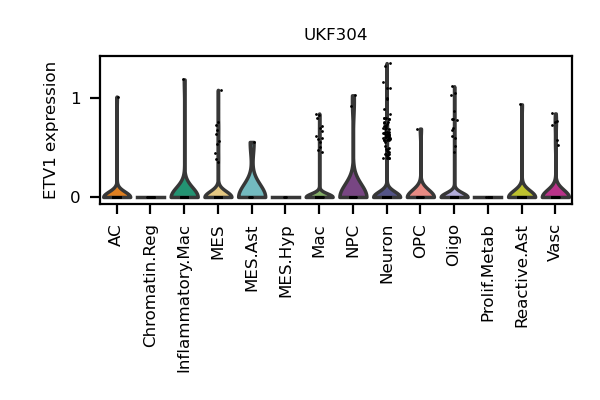 UKF304
ETV1 expression
1
0
AC
Chromatin.Reg
Inflammatory.Mac
MES
MES.Ast
MES.Hyp
Mac
NPC
Neuron
OPC
Oligo
Prolif.Metab
Reactive.Ast
Vasc